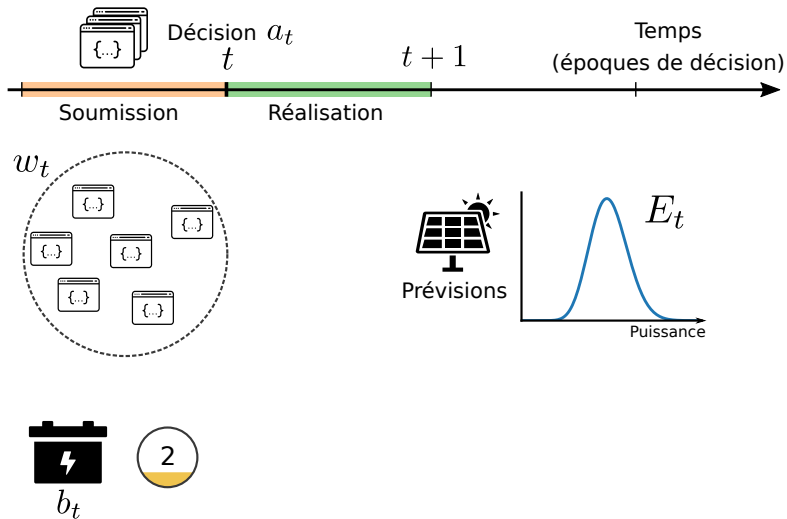 {...}
Décision a_t
t
t + 1
Temps
(époques de décision)
Soumission
Réalisation
w_t
{...}
{...}
{...}
{...}
{...}
{...}
Prévisions
E_t
Puissance
2
b_t